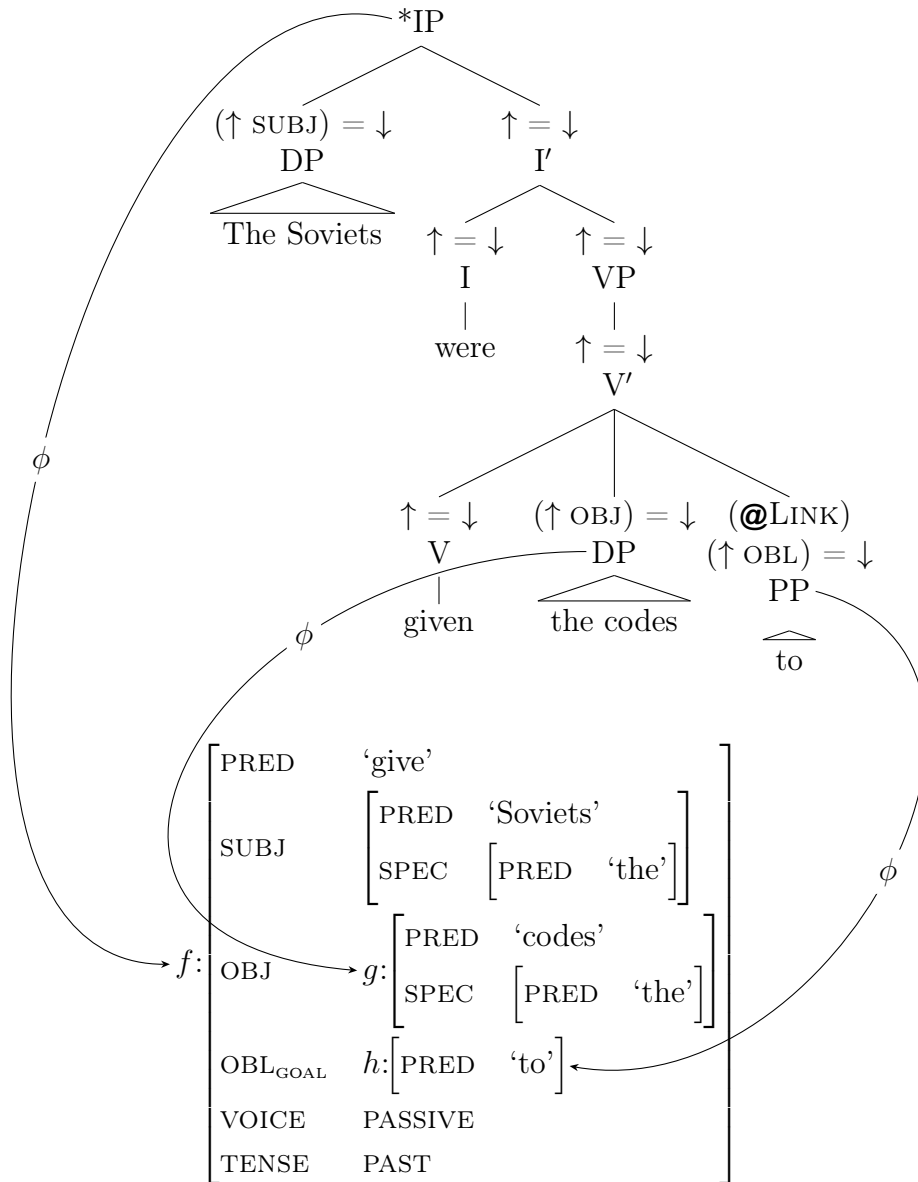 *IP
(↑ SUBJ) = ↓ ↑ = ↓
DP I′
The Soviets ↑ = ↓ ↑ = ↓
I VP
were ↑ = ↓
V′
ϕ
↑ = ↓ (↑ OBJ) = ↓ (@LINK)
V DP (↑ OBL) = ↓
PP
given the codes
ϕ
to
PRED ‘give’
PRED ‘Soviets’
SUBJ
SPEC [PRED ‘the’]
ϕ
PRED ‘codes’
f: OBJ g:
SPEC [PRED ‘the’]
OBL_GOAL h:[PRED ‘to’]
VOICE PASSIVE
TENSE PAST